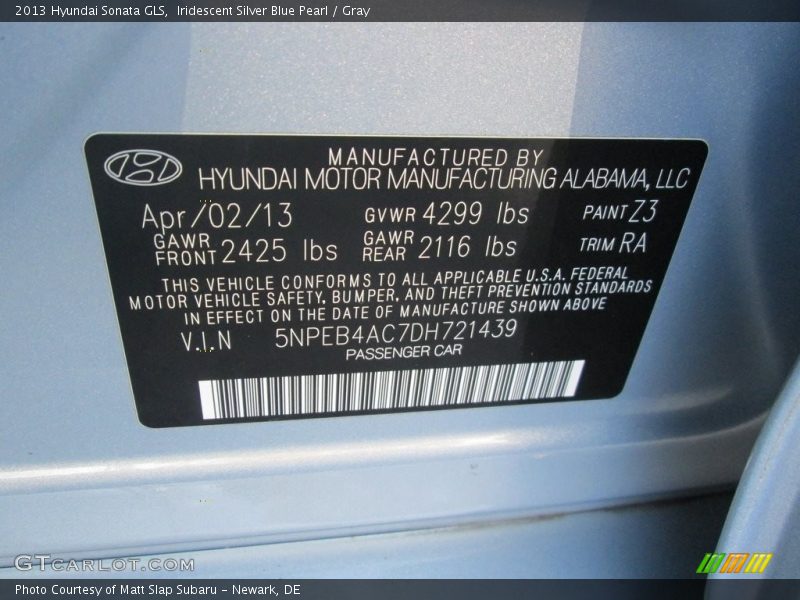 2013 Hyundai Sonata GLS,  Iridescent Silver Blue Pearl / Gray
MANUFACTURED BY
HYUNDAI MOTOR MANUFACTURING ALABAMA, LLC
Apr/02/13 GVWR 4299 lbs PAINT Z3
GAWR FRONT 2425 lbs GAWR REAR 2116 lbs TRIM RA
THIS VEHICLE CONFORMS TO ALL APPLICABLE U.S.A. FEDERAL
MOTOR VEHICLE SAFETY, BUMPER, AND THEFT PREVENTION STANDARDS
IN EFFECT ON THE DATE OF MANUFACTURE SHOWN ABOVE
V.I.N 5NPEB4AC7DH721439
PASSENGER CAR
GTCARLOT.COM
Photo Courtesy of Matt Slap Subaru - Newark, DE